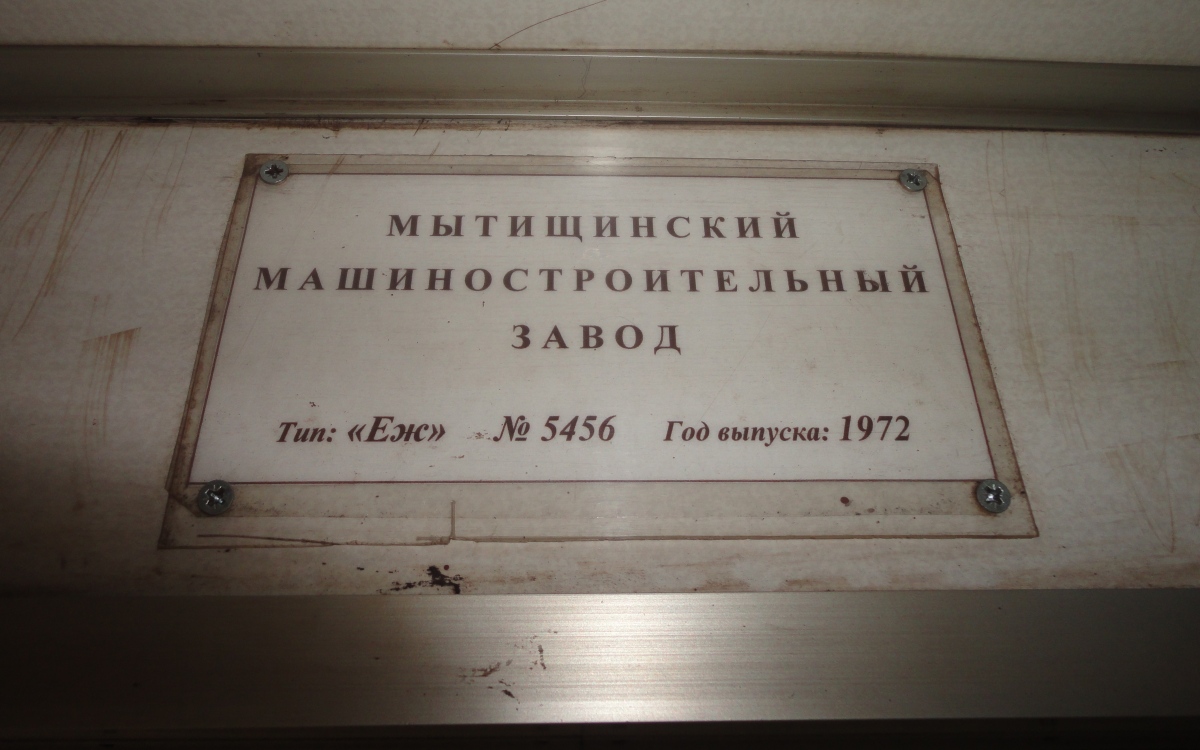 МЫТИЩИНСКИЙ
МАШИНОСТРОИТЕЛЬНЫЙ
ЗАВОД
Тип: «Еж» № 5456 Год выпуска: 1972